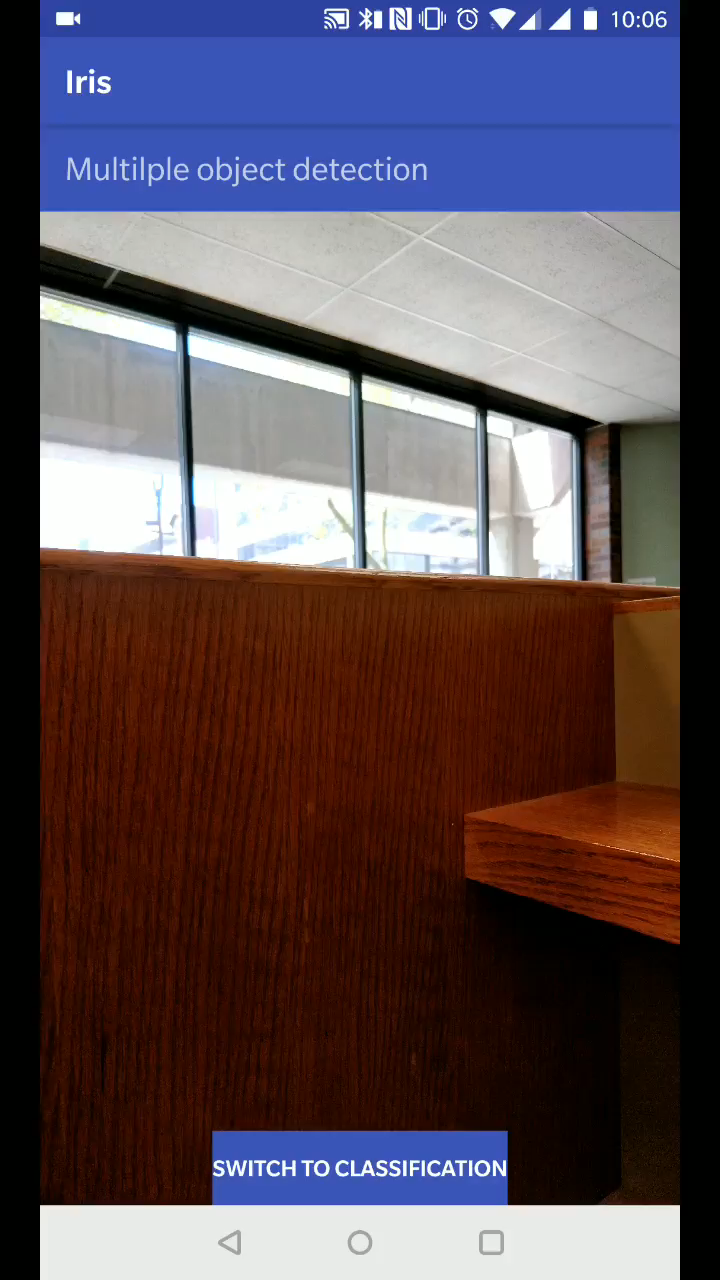 10:06
Iris
Multilple object detection
SWITCH TO CLASSIFICATION